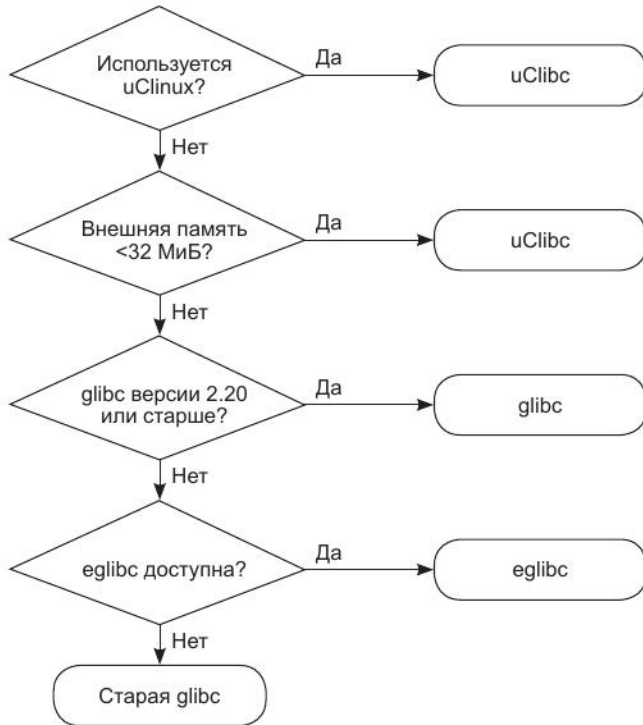 Используется
uClinux?
Да
uClibc
Нет
Внешняя память
<32 МиБ?
Да
uClibc
Нет
glibc версии 2.20
или старше?
Да
glibc
Нет
eglibc доступна?
Да
eglibc
Нет
Старая glibc